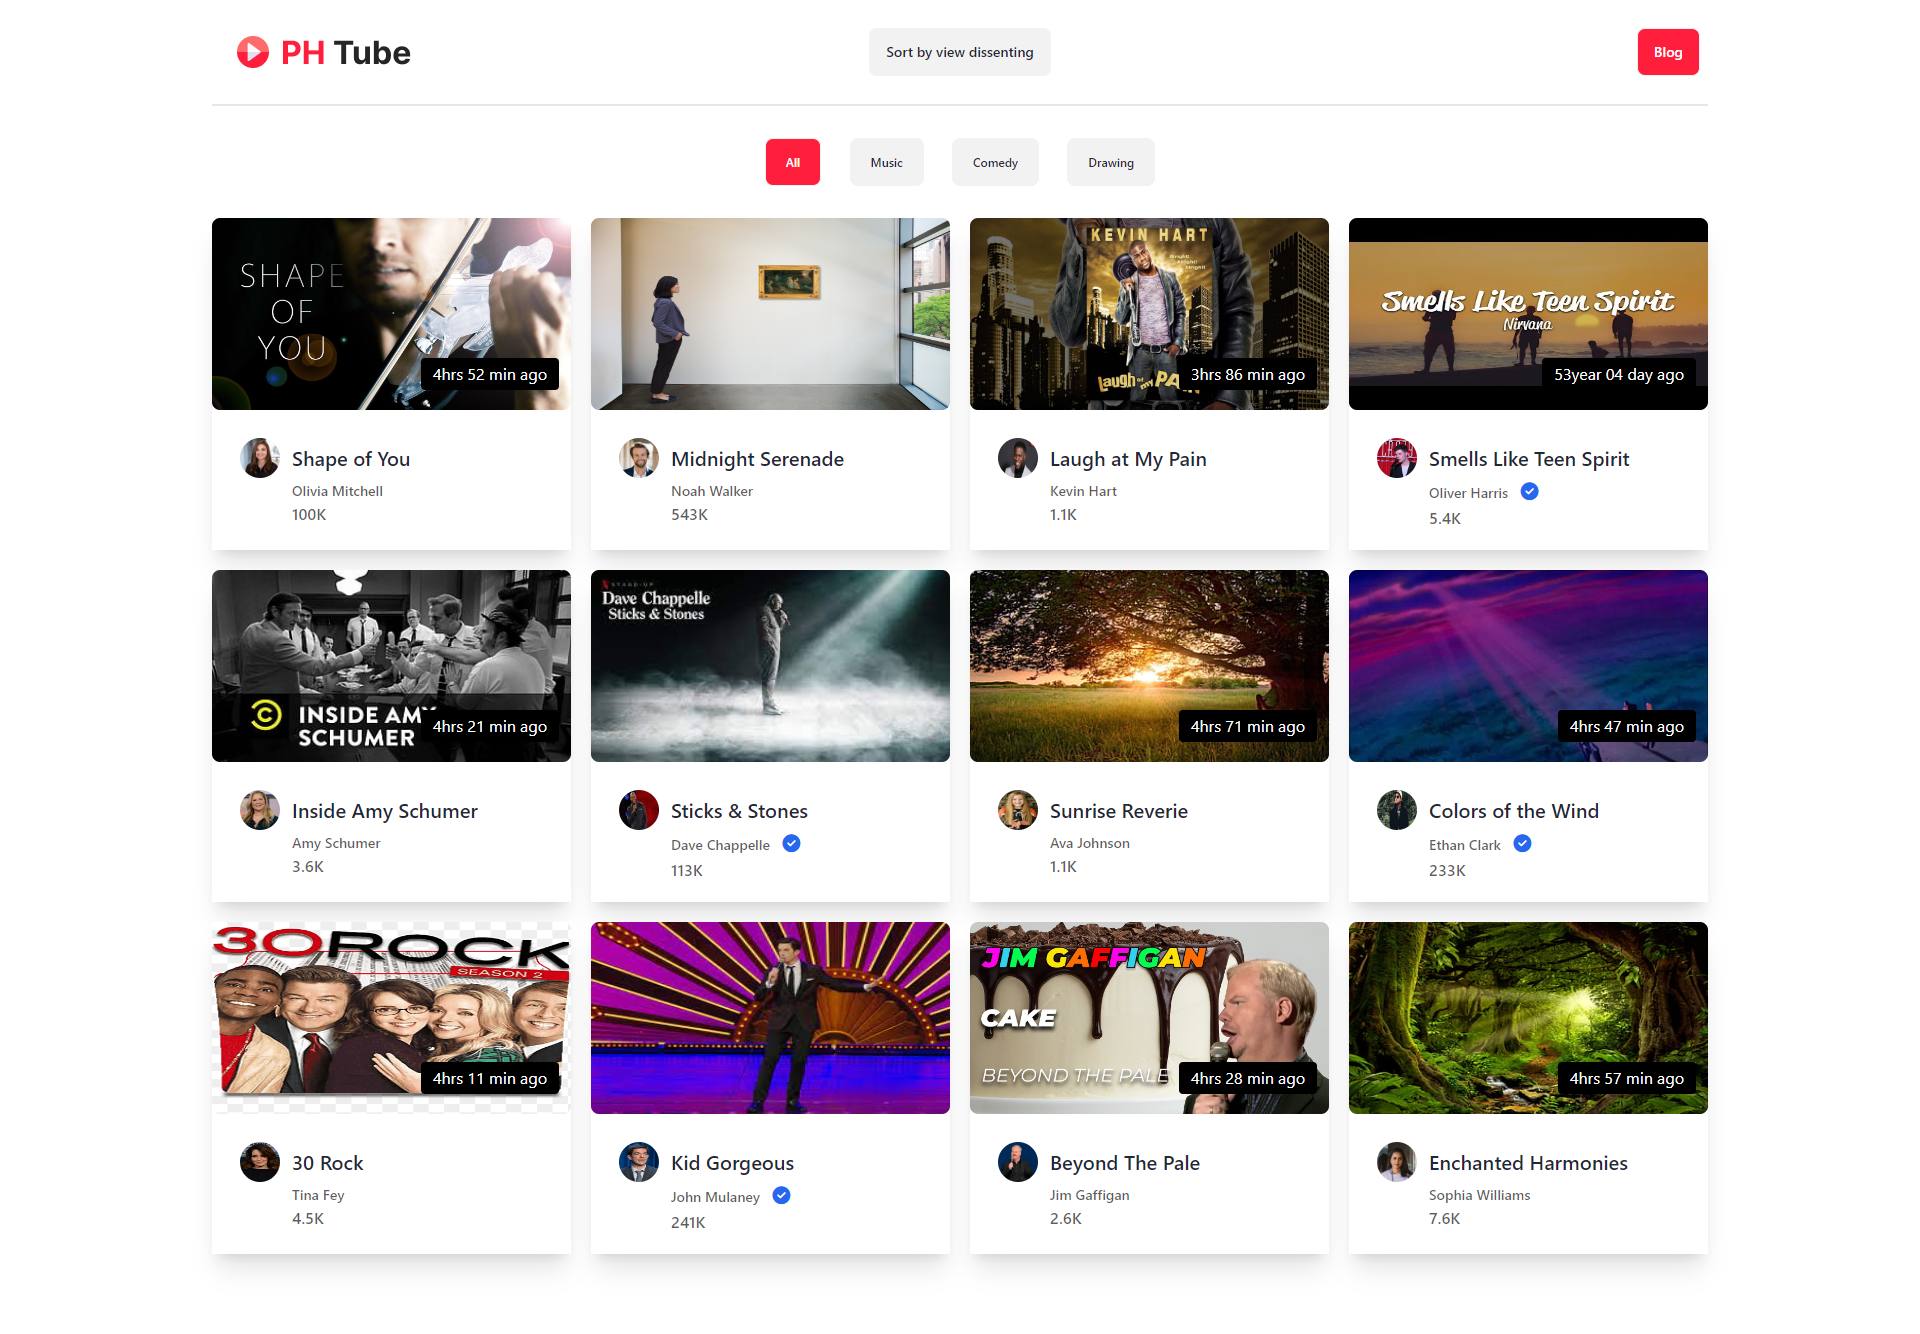 PH Tube
Sort by view dissenting
Blog
All
Music
Comedy
Drawing
SHAPE
OF
YOU
4hrs 52 min ago
KEVIN HART
Laugh at my PA
3hrs 86 min ago
Smells Like Teen Spirit
Nirvana
53year 04 day ago
Shape of You
Olivia Mitchell
100K
Midnight Serenade
Noah Walker
543K
Laugh at My Pain
Kevin Hart
1.1K
Smells Like Teen Spirit
Oliver Harris
5.4K
INSIDE AMY
SCHUMER
4hrs 21 min ago
STAND-UP
Dave Chappelle
Sticks & Stones
4hrs 71 min ago
4hrs 47 min ago
Inside Amy Schumer
Amy Schumer
3.6K
Sticks & Stones
Dave Chappelle
113K
Sunrise Reverie
Ava Johnson
1.1K
Colors of the Wind
Ethan Clark
233K
30 ROCK
SEASON 2
4hrs 11 min ago
JIM GAFFIGAN
CAKE
BEYOND THE PALE
4hrs 28 min ago
4hrs 57 min ago
30 Rock
Tina Fey
4.5K
Kid Gorgeous
John Mulaney
241K
Beyond The Pale
Jim Gaffigan
2.6K
Enchanted Harmonies
Sophia Williams
7.6K